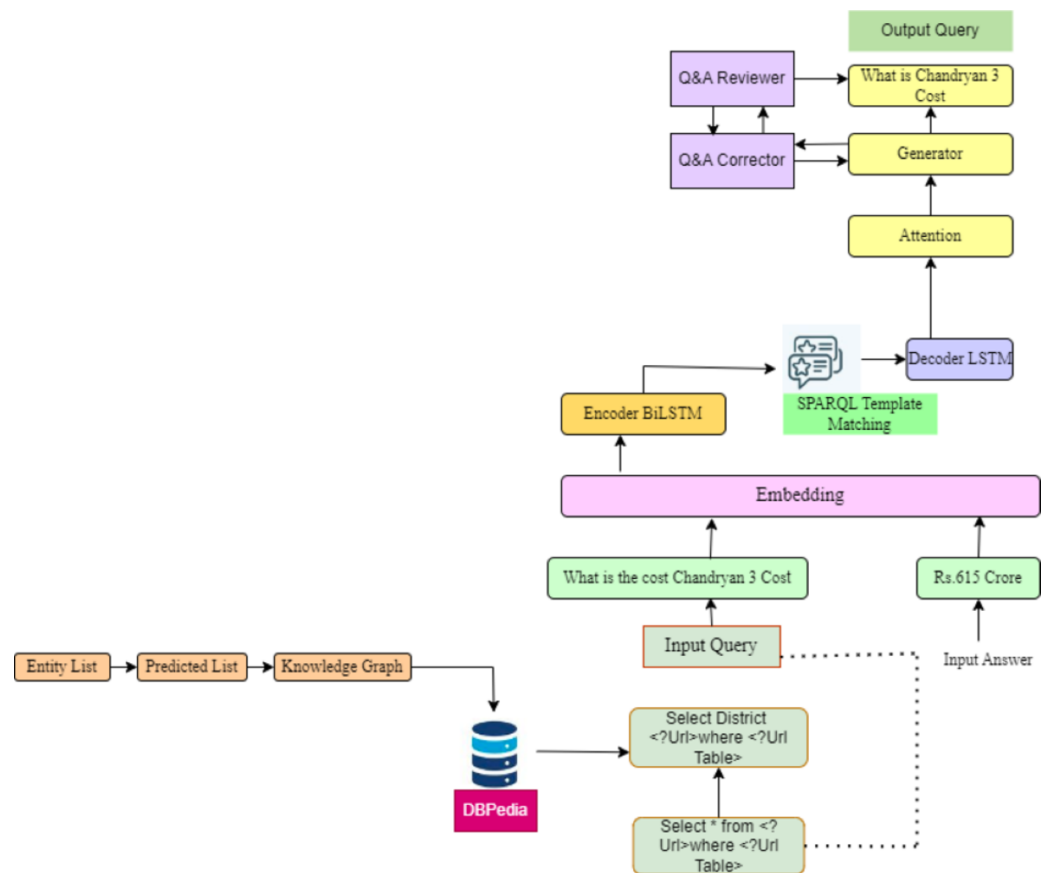 Output Query
Q&A Reviewer
What is Chandryan 3
Cost
Q&A Corrector
Generator
Attention
Decoder LSTM
SPARQL Template
Matching
Encoder BiLSTM
Embedding
What is the cost Chandryan 3 Cost
Rs.615 Crore
Input Query
Input Answer
Entity List
Predicted List
Knowledge Graph
Select District
<?Url>where <?Url
Table>
DBPedia
Select * from <?
Url>where <?Url
Table>